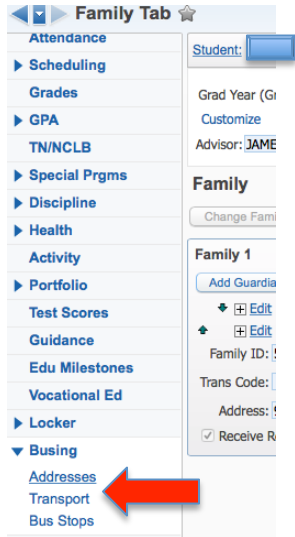 Family Tab
Attendance
Scheduling
Grades
GPA
TN/NCLB
Special Prgms
Discipline
Health
Activity
Portfolio
Test Scores
Guidance
Edu Milestones
Vocational Ed
Locker
Busing
Addresses
Transport
Bus Stops
Student:
Grad Year (Gr
Customize
Advisor: JAME
Family
Change Fami
Family 1
Add Guardia
Edit
Edit
Family ID:
Trans Code:
Address:
Receive R